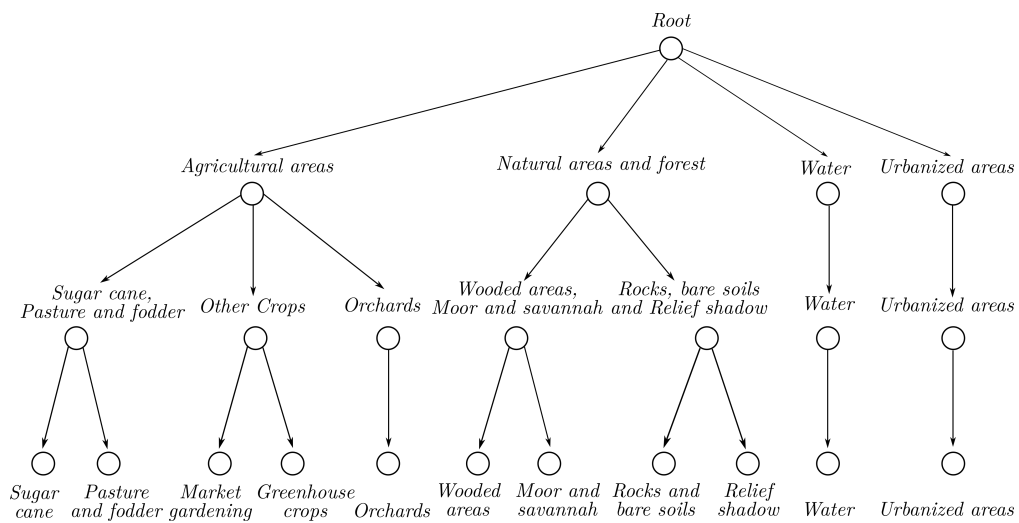 Root
Agricultural areas
Natural areas and forest
Water
Urbanized areas
Sugar cane,
Pasture and fodder
Other Crops
Orchards
Wooded areas,
Moor and savannah
Rocks, bare soils
and Relief shadow
Water
Urbanized areas
Sugar
cane
Pasture
and fodder
Market
gardening
Greenhouse
crops
Orchards
Wooded
areas
Moor and
savannah
Rocks and
bare soils
Relief
shadow
Water
Urbanized areas